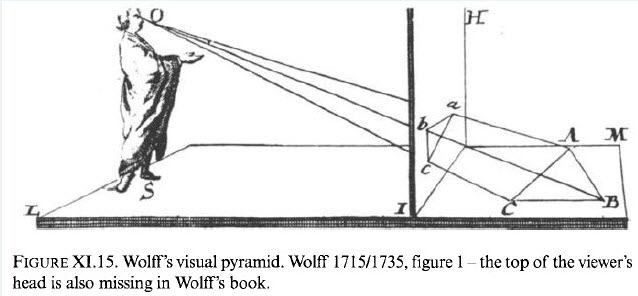 O
H
a
b
A
M
c
S
C
B
L
I
FIGURE XI.15. Wolff's visual pyramid. Wolff 1715/1735, figure 1 – the top of the viewer's
head is also missing in Wolff's book.